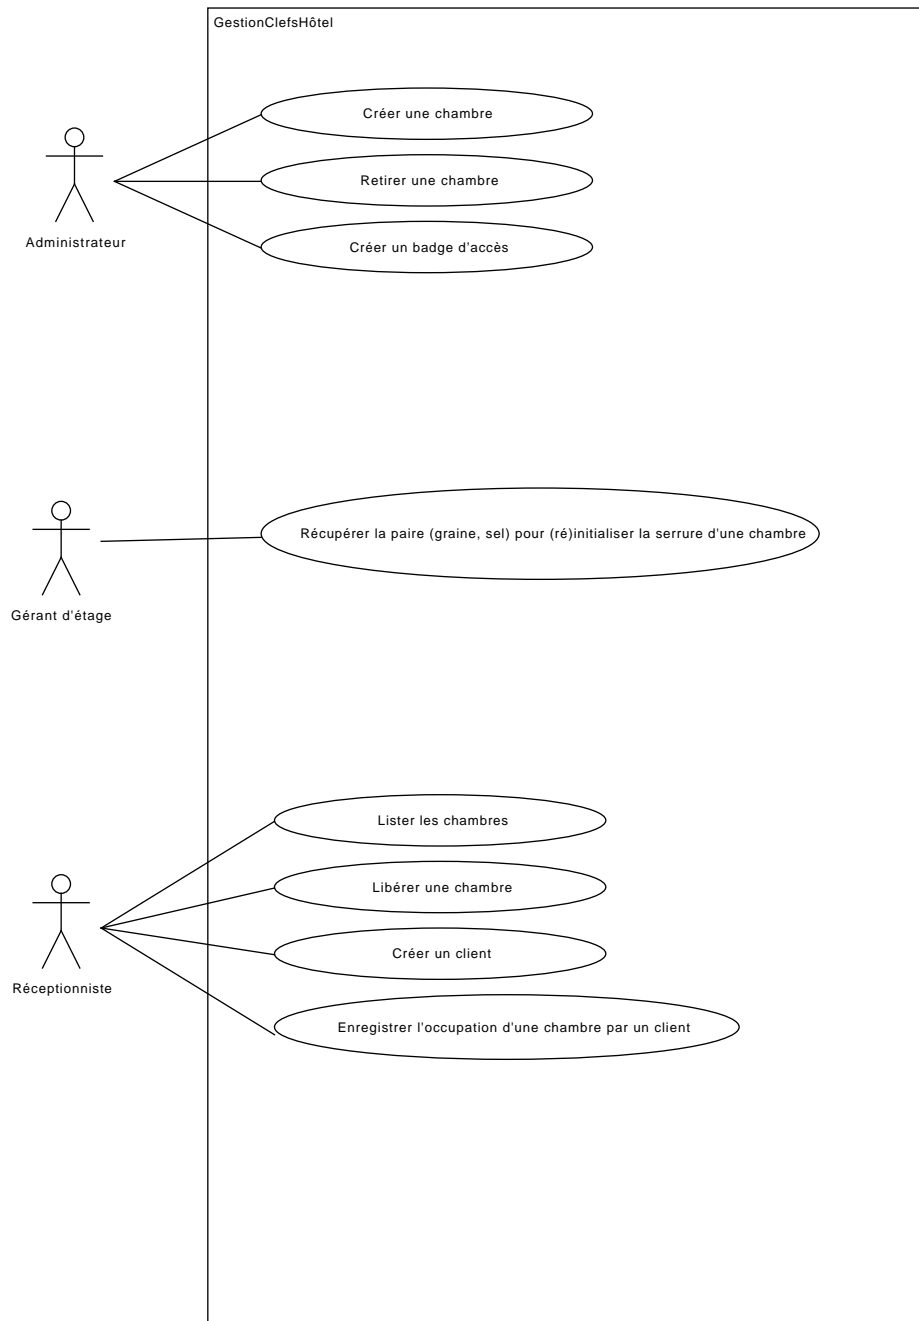 GestionClefsHôtel
Créer une chambre
Retirer une chambre
Créer un badge d'accès
Administrateur
Récupérer la paire (graine, sel) pour (ré)initialiser la serrure d'une chambre
Gérant d'étage
Lister les chambres
Libérer une chambre
Créer un client
Enregistrer l'occupation d'une chambre par un client
Réceptionniste